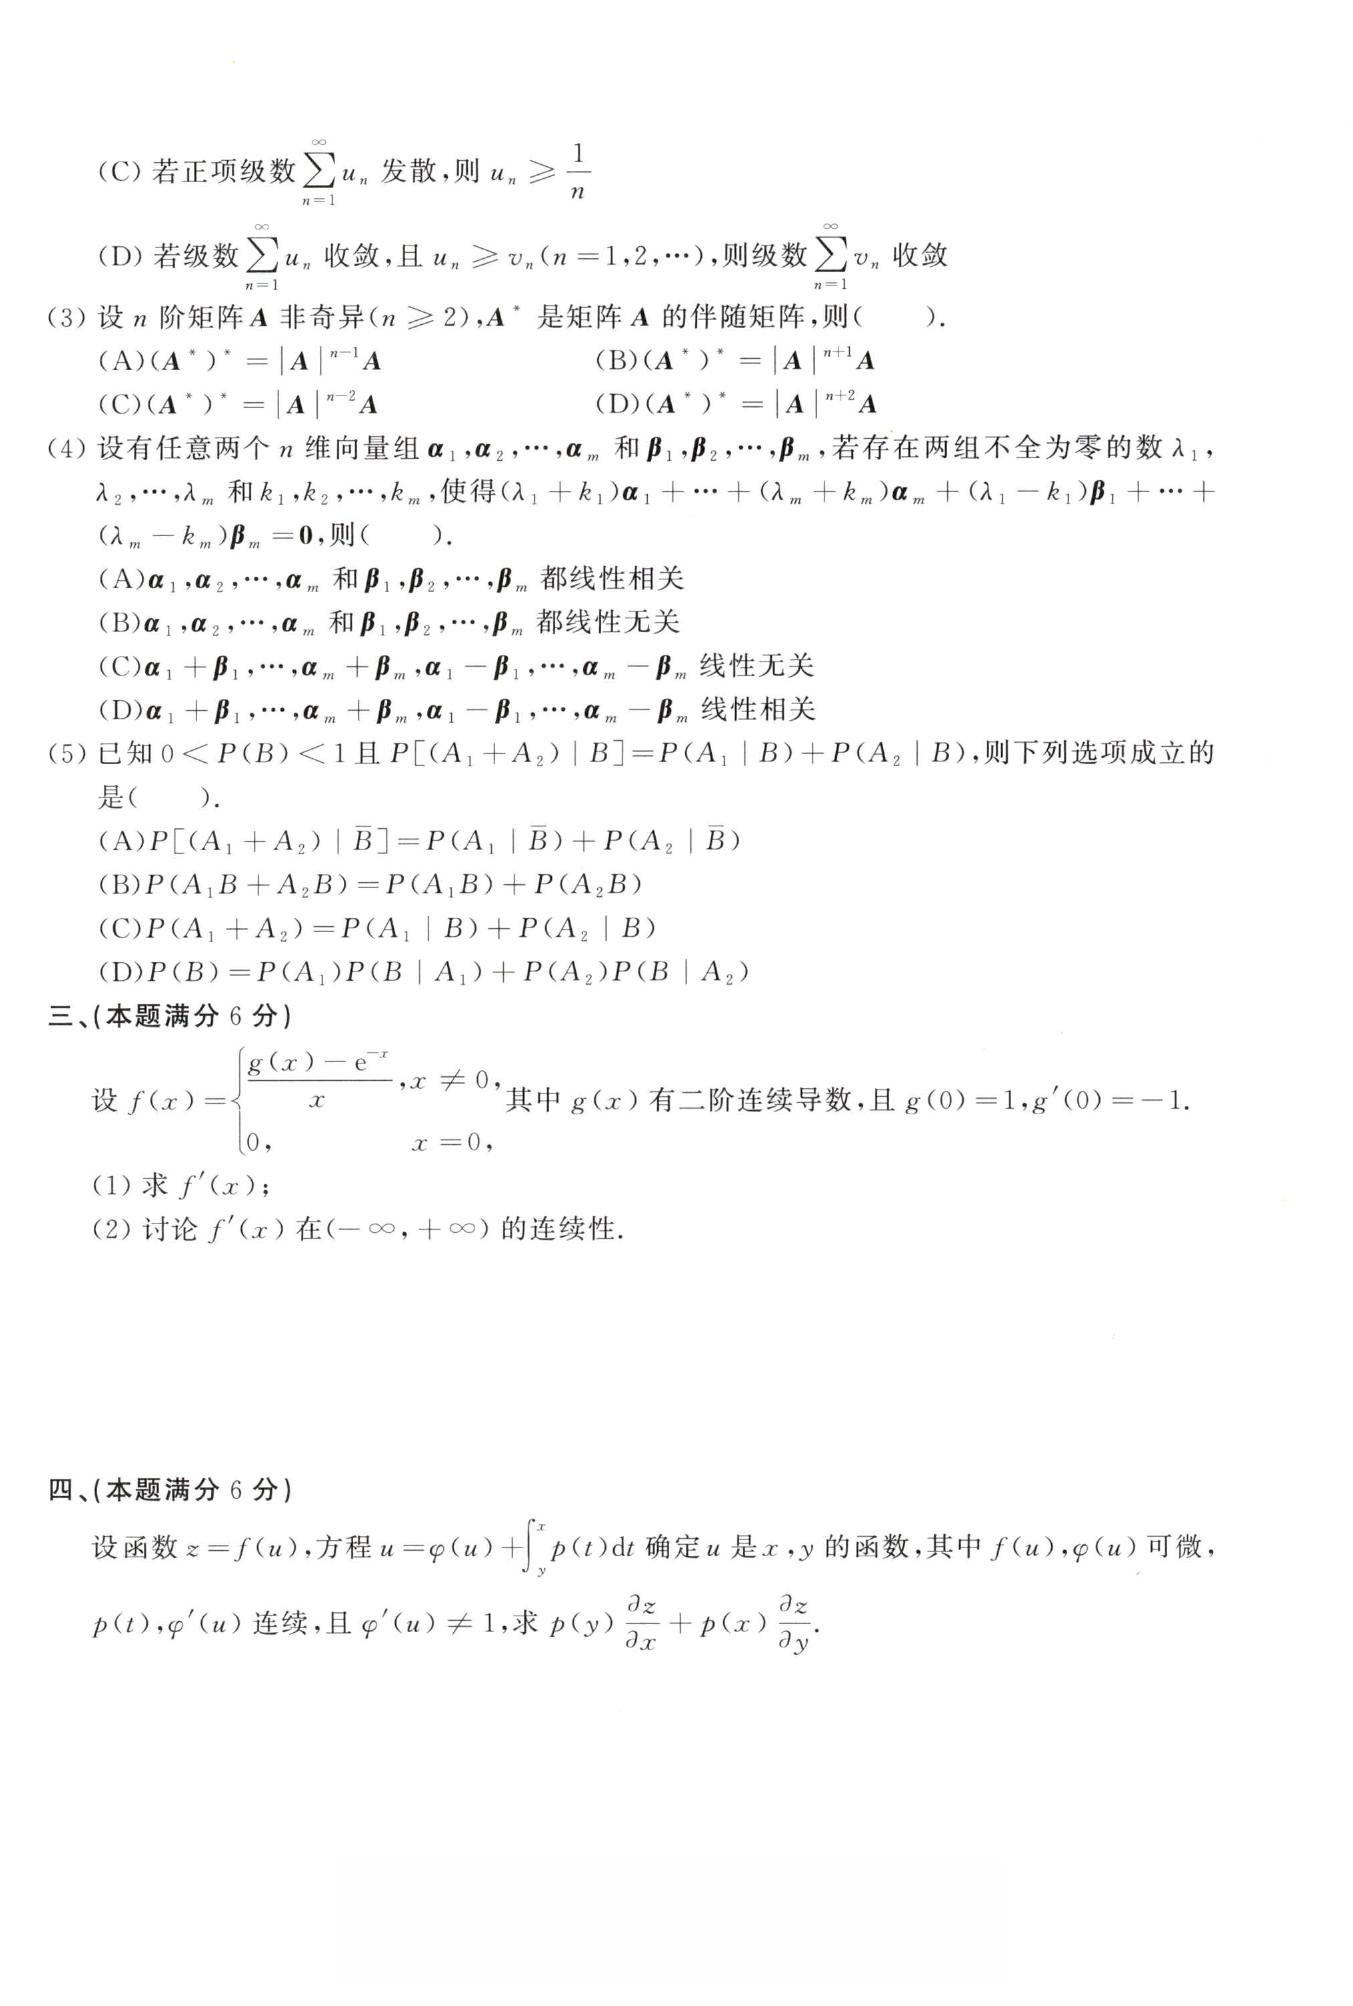 (C) 若正项级数 $\sum_{n=1}^{\infty} u_n$ 发散,则 $u_n \geqslant \frac{1}{n}$
(D) 若级数 $\sum_{n=1}^{\infty} u_n$ 收敛,且 $u_n \geqslant v_n (n=1,2,\cdots)$,则级数 $\sum_{n=1}^{\infty} v_n$ 收敛
(3) 设 $n$ 阶矩阵 $\boldsymbol{A}$ 非奇异$(n \geqslant 2)$,$\boldsymbol{A}^*$ 是矩阵 $\boldsymbol{A}$ 的伴随矩阵,则(  ).
(A)$(\boldsymbol{A}^*)^* = |\boldsymbol{A}|^{n-1}\boldsymbol{A}$ (B)$(\boldsymbol{A}^*)^* = |\boldsymbol{A}|^{n+1}\boldsymbol{A}$
(C)$(\boldsymbol{A}^*)^* = |\boldsymbol{A}|^{n-2}\boldsymbol{A}$ (D)$(\boldsymbol{A}^*)^* = |\boldsymbol{A}|^{n+2}\boldsymbol{A}$
(4) 设有任意两个 $n$ 维向量组 $\boldsymbol{\alpha}_1,\boldsymbol{\alpha}_2,\cdots,\boldsymbol{\alpha}_m$ 和 $\boldsymbol{\beta}_1,\boldsymbol{\beta}_2,\cdots,\boldsymbol{\beta}_m$,若存在两组不全为零的数 $\lambda_1,$
$\lambda_2,\cdots,\lambda_m$ 和 $k_1,k_2,\cdots,k_m$,使得$(\lambda_1+k_1)\boldsymbol{\alpha}_1+\cdots+(\lambda_m+k_m)\boldsymbol{\alpha}_m+(\lambda_1-k_1)\boldsymbol{\beta}_1+\cdots+$
$(\lambda_m-k_m)\boldsymbol{\beta}_m=\boldsymbol{0}$,则(  ).
(A)$\boldsymbol{\alpha}_1,\boldsymbol{\alpha}_2,\cdots,\boldsymbol{\alpha}_m$ 和 $\boldsymbol{\beta}_1,\boldsymbol{\beta}_2,\cdots,\boldsymbol{\beta}_m$ 都线性相关
(B)$\boldsymbol{\alpha}_1,\boldsymbol{\alpha}_2,\cdots,\boldsymbol{\alpha}_m$ 和 $\boldsymbol{\beta}_1,\boldsymbol{\beta}_2,\cdots,\boldsymbol{\beta}_m$ 都线性无关
(C)$\boldsymbol{\alpha}_1+\boldsymbol{\beta}_1,\cdots,\boldsymbol{\alpha}_m+\boldsymbol{\beta}_m,\boldsymbol{\alpha}_1-\boldsymbol{\beta}_1,\cdots,\boldsymbol{\alpha}_m-\boldsymbol{\beta}_m$ 线性无关
(D)$\boldsymbol{\alpha}_1+\boldsymbol{\beta}_1,\cdots,\boldsymbol{\alpha}_m+\boldsymbol{\beta}_m,\boldsymbol{\alpha}_1-\boldsymbol{\beta}_1,\cdots,\boldsymbol{\alpha}_m-\boldsymbol{\beta}_m$ 线性相关
(5) 已知 $0<P(B)<1$ 且 $P[(A_1+A_2)|B]=P(A_1|B)+P(A_2|B)$,则下列选项成立的
是(  ).
(A)$P[(A_1+A_2)|\overline{B}]=P(A_1|\overline{B})+P(A_2|\overline{B})$
(B)$P(A_1B+A_2B)=P(A_1B)+P(A_2B)$
(C)$P(A_1+A_2)=P(A_1|B)+P(A_2|B)$
(D)$P(B)=P(A_1)P(B|A_1)+P(A_2)P(B|A_2)$
三、(本题满分 6 分)
设 $f(x)=\begin{cases}\frac{g(x)-\mathrm{e}^{-x}}{x}, & x \neq 0, \\ 0, & x=0,\end{cases}$ 其中 $g(x)$ 有二阶连续导数,且 $g(0)=1,g'(0)=-1.$
(1) 求 $f'(x)$;
(2) 讨论 $f'(x)$ 在$(-\infty,+\infty)$ 的连续性.
四、(本题满分 6 分)
设函数 $z=f(u)$,方程 $u=\varphi(u)+\int_y^x p(t)\mathrm{d}t$ 确定 $u$ 是 $x,y$ 的函数,其中 $f(u),\varphi(u)$ 可微,
$p(t),\varphi'(u)$ 连续,且 $\varphi'(u) \neq 1$,求 $p(y)\frac{\partial z}{\partial x}+p(x)\frac{\partial z}{\partial y}$.